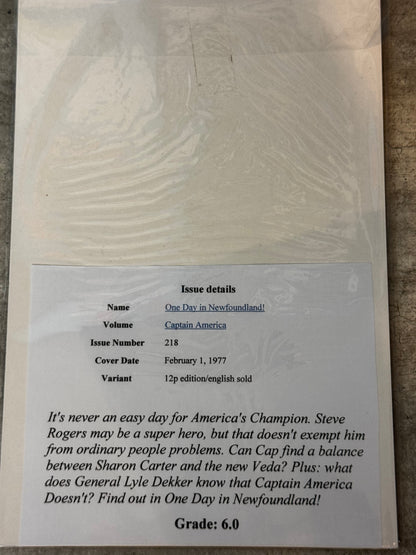 Issue details
Name One Day in Newfoundland!
Volume Captain America
Issue Number 218
Cover Date February 1, 1977
Variant 12p edition/english sold
It's never an easy day for America's Champion. Steve
Rogers may be a super hero, but that doesn't exempt him
from ordinary people problems. Can Cap find a balance
between Sharon Carter and the new Veda? Plus: what
does General Lyle Dekker know that Captain America
Doesn't? Find out in One Day in Newfoundland!
Grade: 6.0